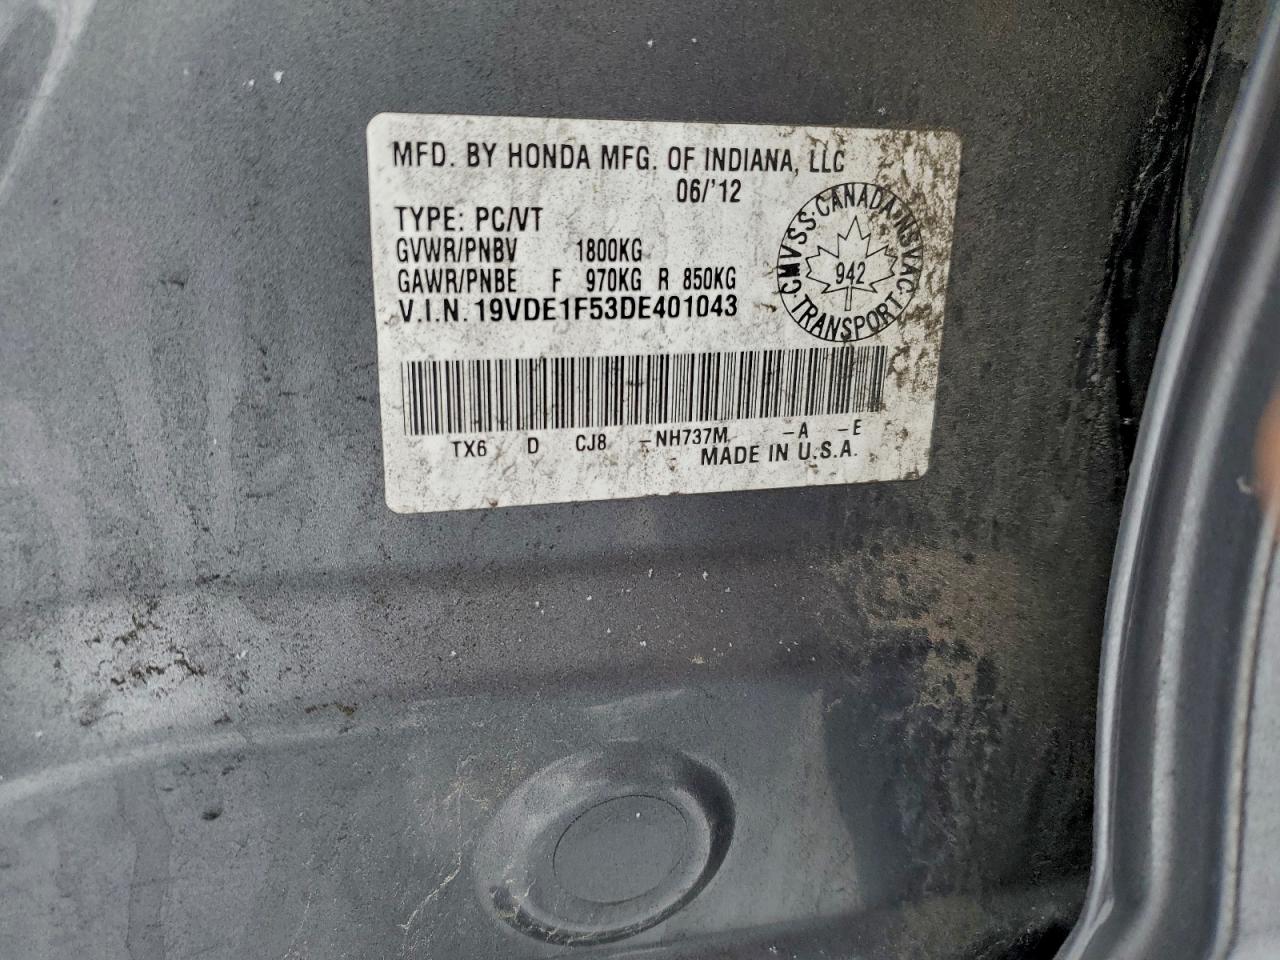 MFD. BY HONDA MFG. OF INDIANA, LLC
06/'12
TYPE: PC/VT
GVWR/PNBV 1800KG
GAWR/PNBE F 970KG R 850KG
V.I.N. 19VDE1F53DE401043
CMVSS·CANADA·NSVAC
942
·TRANSPORT·
TX6 D CJ8 -NH737M -A -E
MADE IN U.S.A.